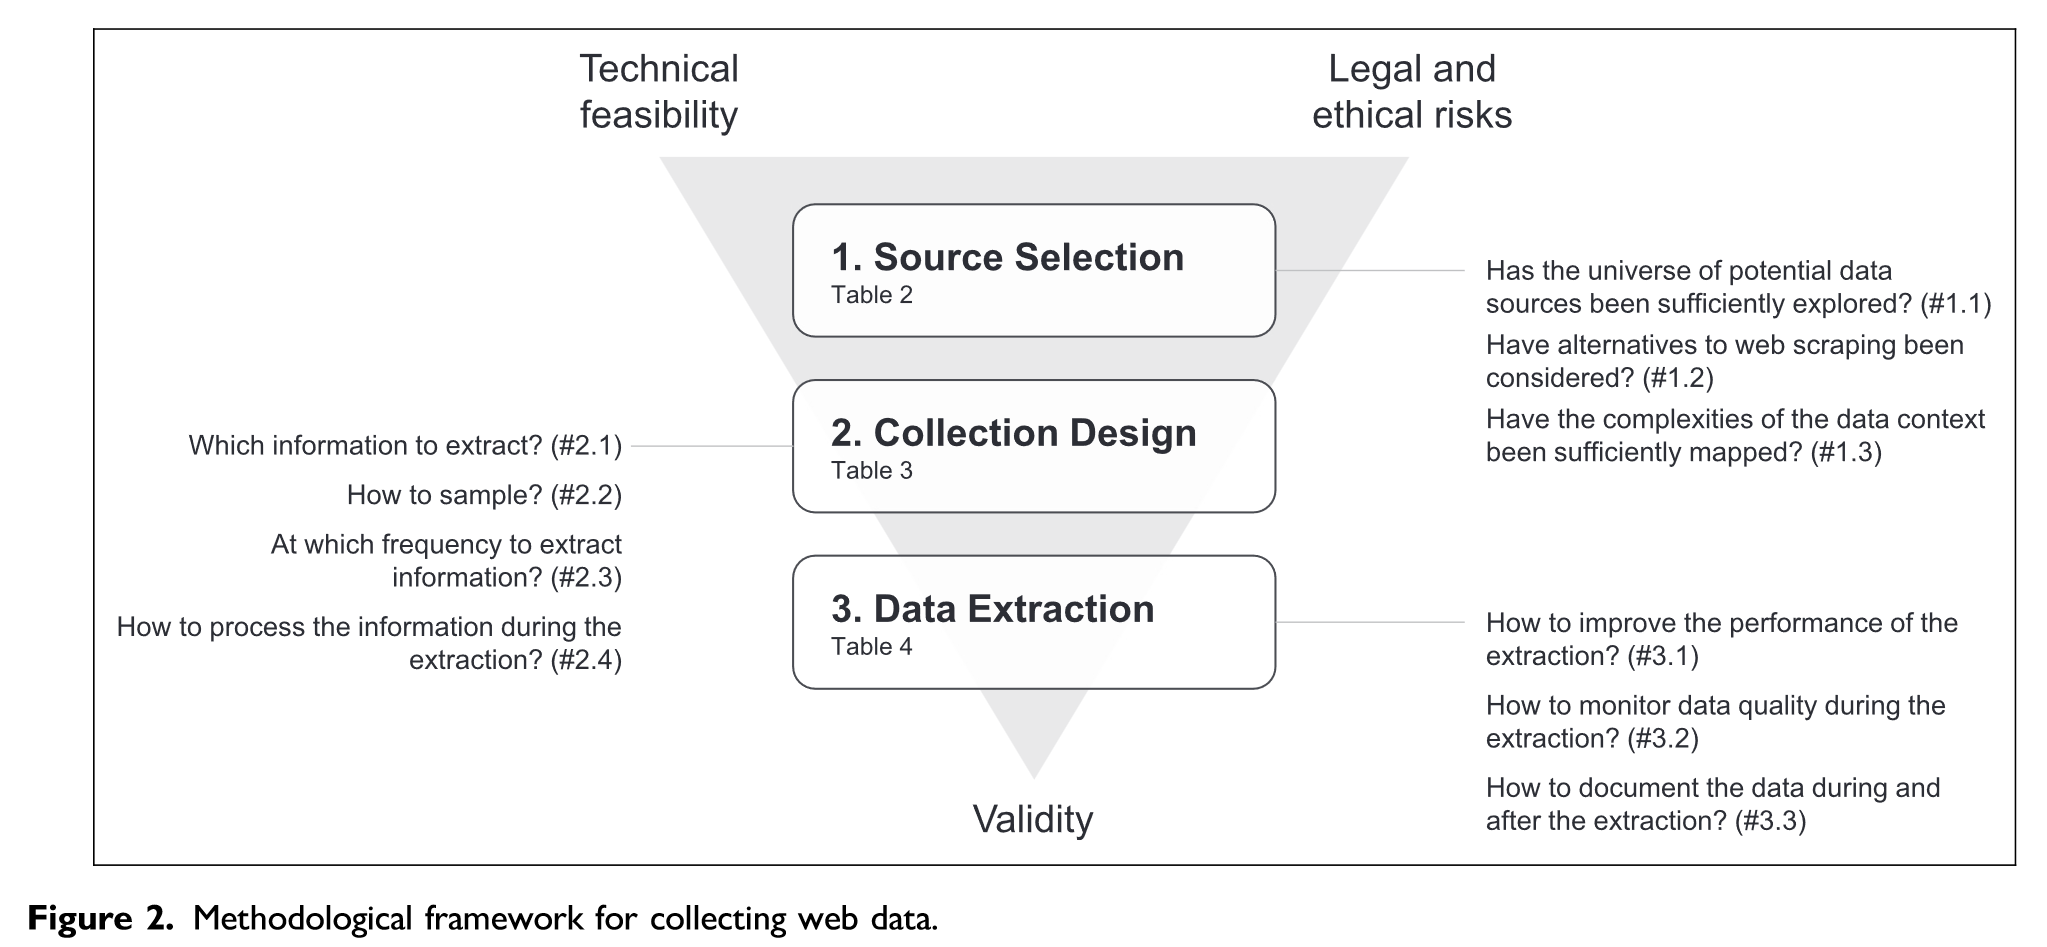 Technical
feasibility
Legal and
ethical risks
1. Source Selection
Table 2
Has the universe of potential data
sources been sufficiently explored? (#1.1)
Have alternatives to web scraping been
considered? (#1.2)
Have the complexities of the data context
been sufficiently mapped? (#1.3)
2. Collection Design
Table 3
Which information to extract? (#2.1)
How to sample? (#2.2)
At which frequency to extract
information? (#2.3)
How to process the information during the
extraction? (#2.4)
3. Data Extraction
Table 4
How to improve the performance of the
extraction? (#3.1)
How to monitor data quality during the
extraction? (#3.2)
How to document the data during and
after the extraction? (#3.3)
Validity
Figure 2. Methodological framework for collecting web data.